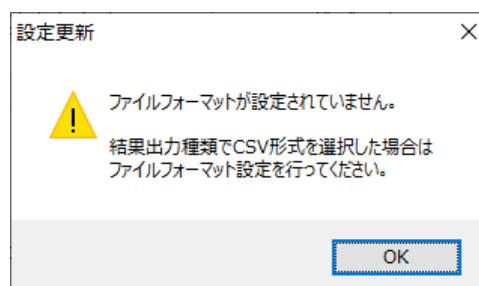 設定更新
ファイルフォーマットが設定されていません。
結果出力種類でCSV形式を選択した場合は
ファイルフォーマット設定を行ってください。
OK